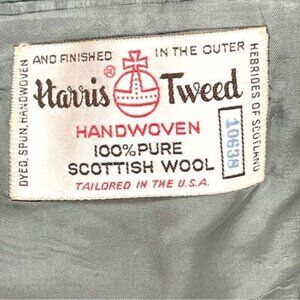 DYED, SPUN, HANDWOVEN
AND FINISHED IN THE OUTER
HEBRIDES OF SCOTLAND
Harris ® Tweed
HANDWOVEN
100% PURE
SCOTTISH WOOL
TAILORED IN THE U.S.A.
10638